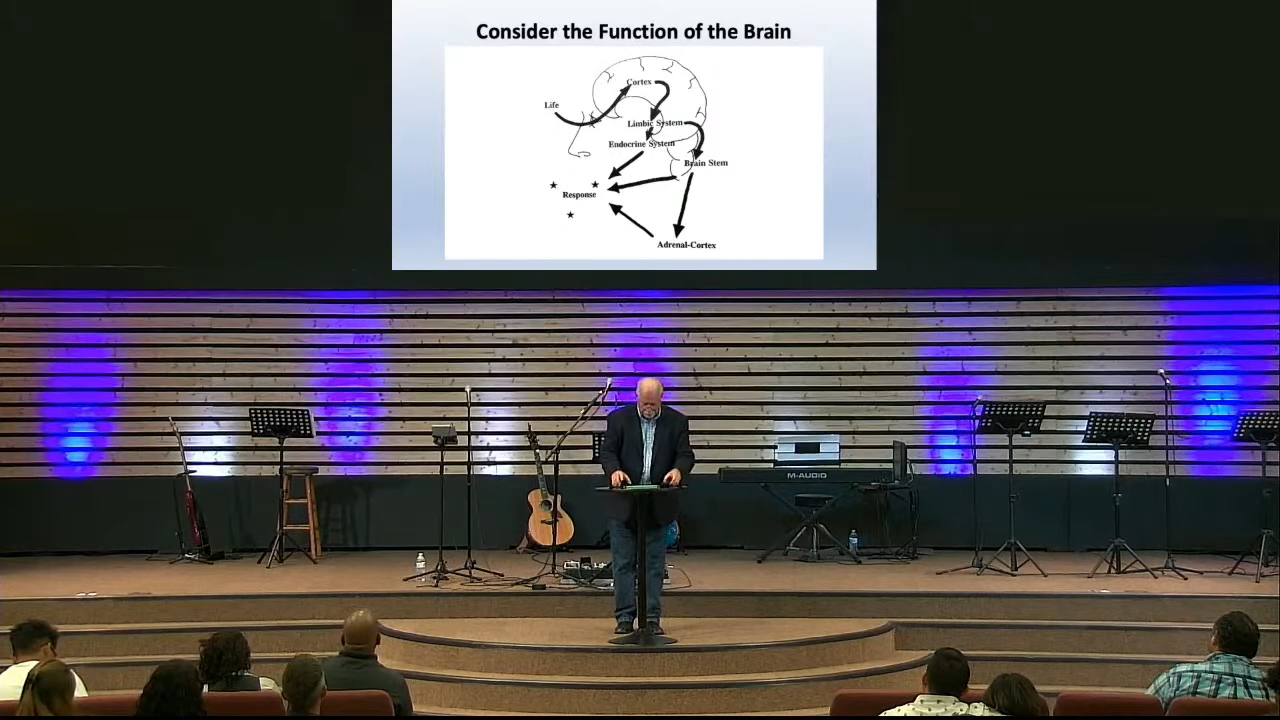 Consider the Function of the Brain
Cortex
Life
Limbic System
Endocrine System
Brain Stem
Response
Adrenal-Cortex
M-AUDIO